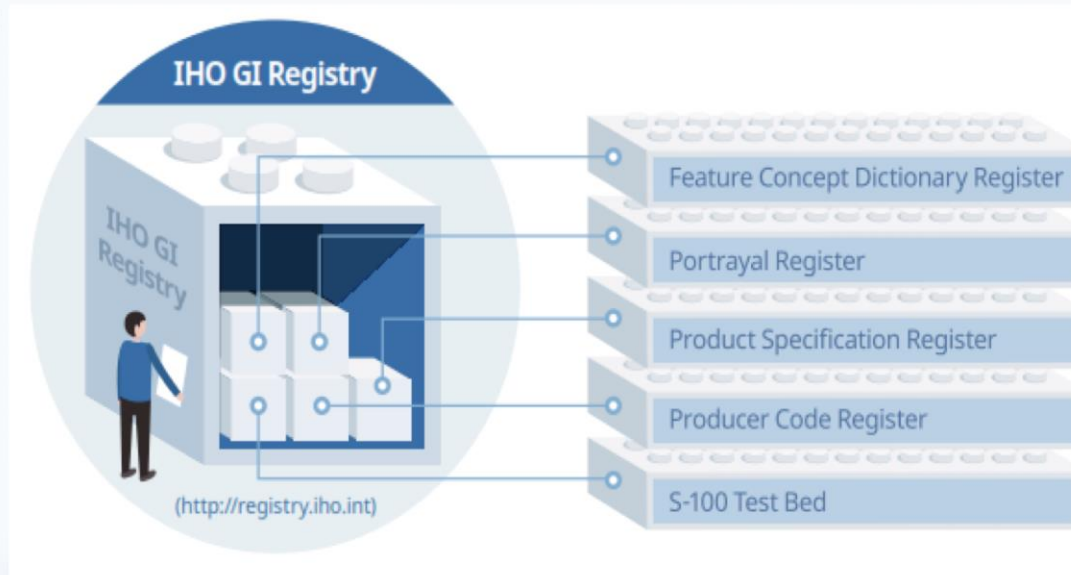 IHO GI Registry
IHO GI
Registry
(http://registry.iho.int)
Feature Concept Dictionary Register
Portrayal Register
Product Specification Register
Producer Code Register
S-100 Test Bed